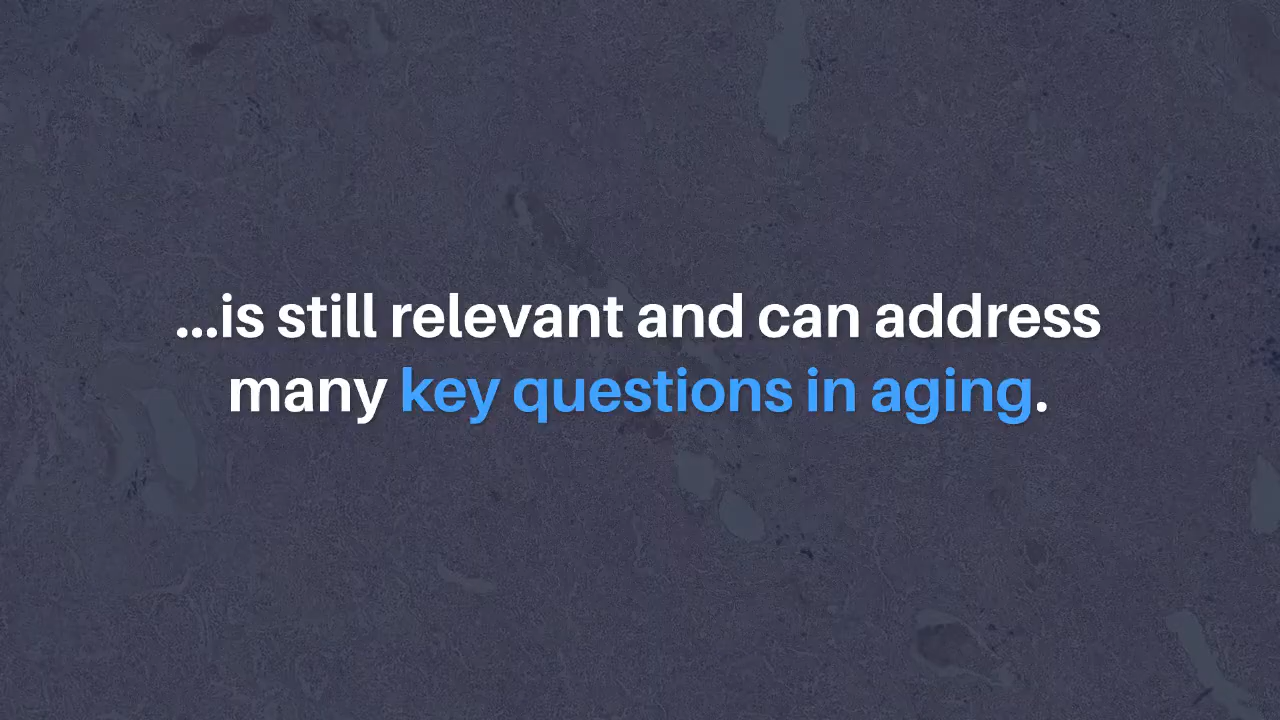 ...is still relevant and can address
many key questions in aging.